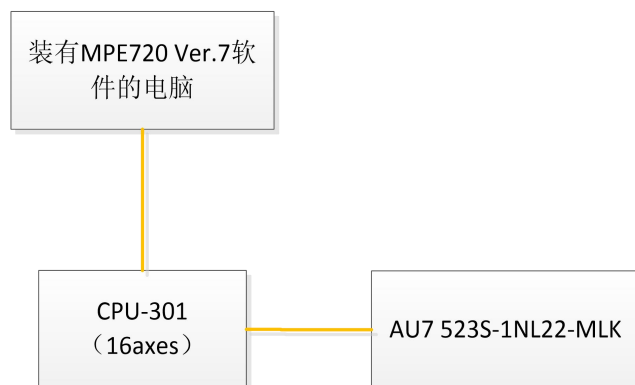 装有MPE720 Ver.7软
件的电脑
CPU-301
（16axes）
AU7 523S-1NL22-MLK